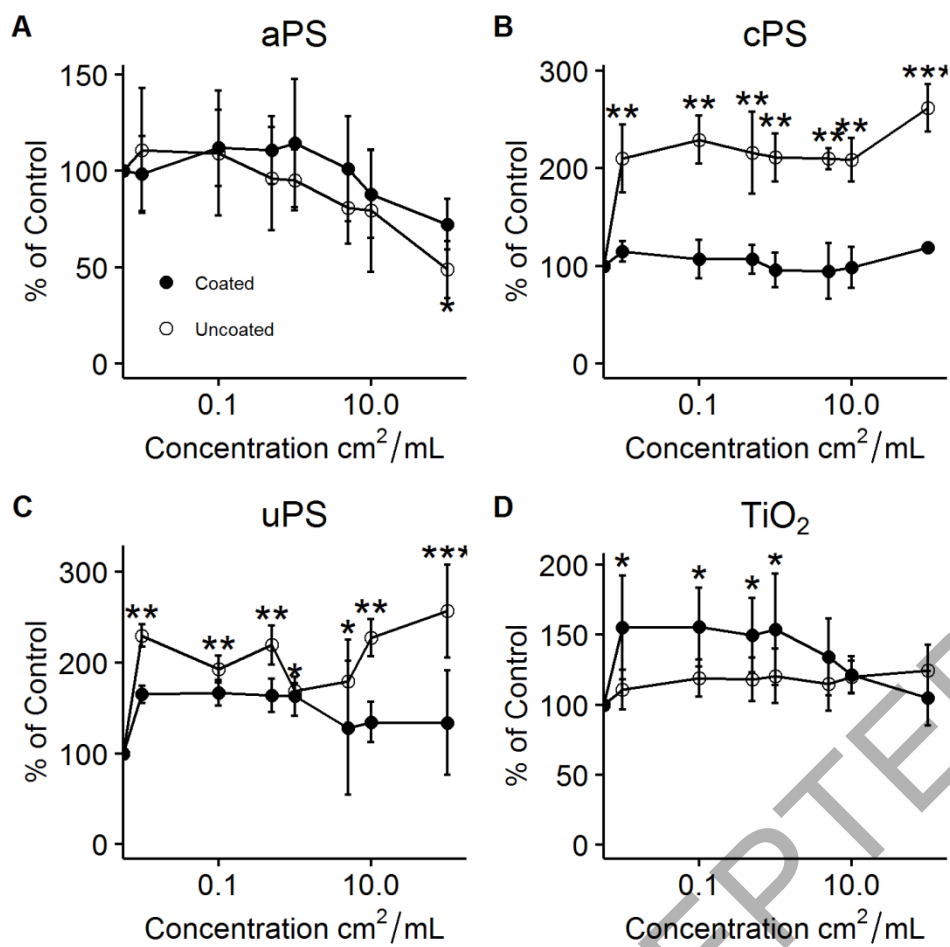 A
aPS
150
100
50
0
% of Control
Coated
Uncoated
*
0.1
10.0
Concentration cm²/mL
B
cPS
300
200
100
0
% of Control
** ** ** ** ** ** ***
0.1
10.0
Concentration cm²/mL
C
uPS
300
200
100
0
% of Control
** ** ** * * ** ***
0.1
10.0
Concentration cm²/mL
D
TiO₂
200
150
100
50
0
% of Control
* * * *
0.1
10.0
Concentration cm²/mL
EPTE